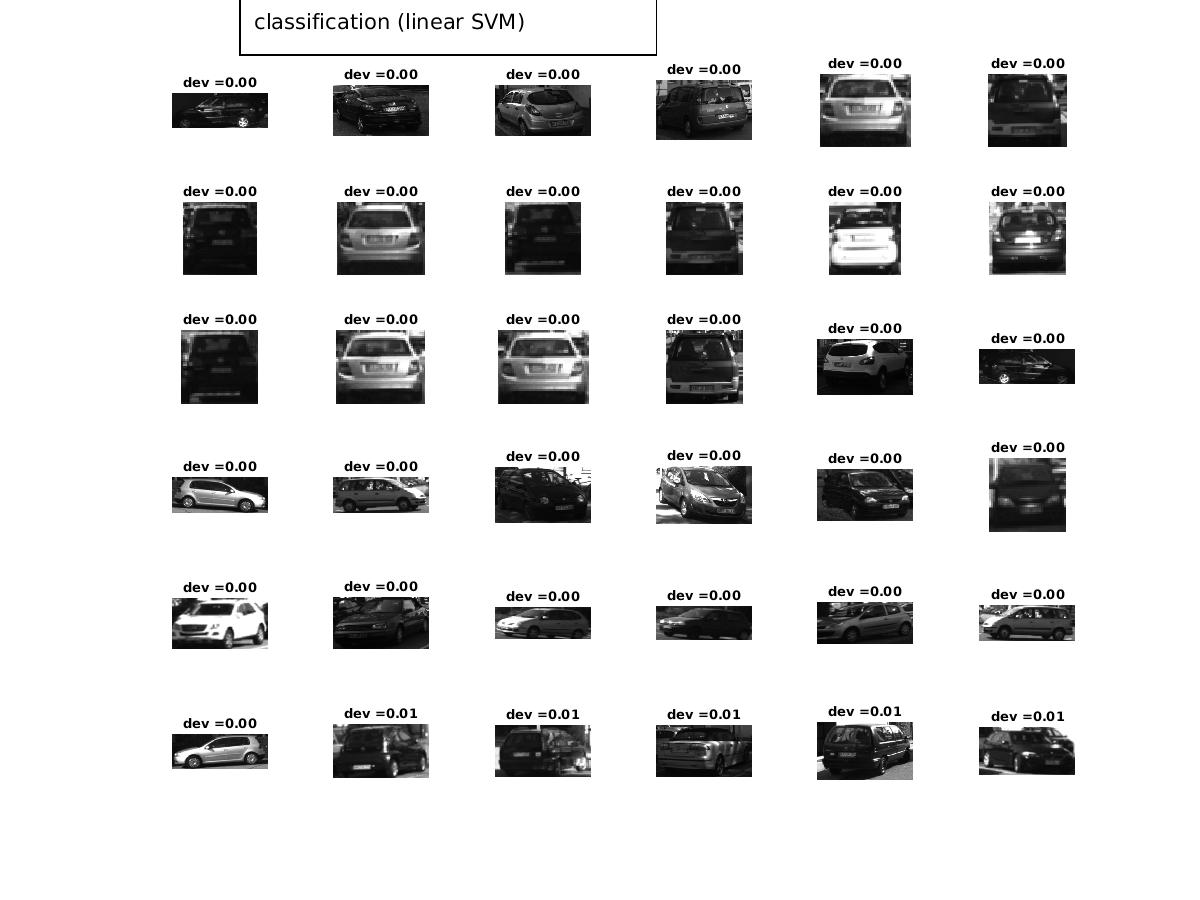 classification (linear SVM)
dev =0.00 dev =0.00 dev =0.00 dev =0.00 dev =0.00 dev =0.00
dev =0.00 dev =0.00 dev =0.00 dev =0.00 dev =0.00 dev =0.00
dev =0.00 dev =0.00 dev =0.00 dev =0.00 dev =0.00 dev =0.00
dev =0.00 dev =0.00 dev =0.00 dev =0.00 dev =0.00 dev =0.00
dev =0.00 dev =0.00 dev =0.00 dev =0.00 dev =0.00 dev =0.00
dev =0.00 dev =0.01 dev =0.01 dev =0.01 dev =0.01 dev =0.01